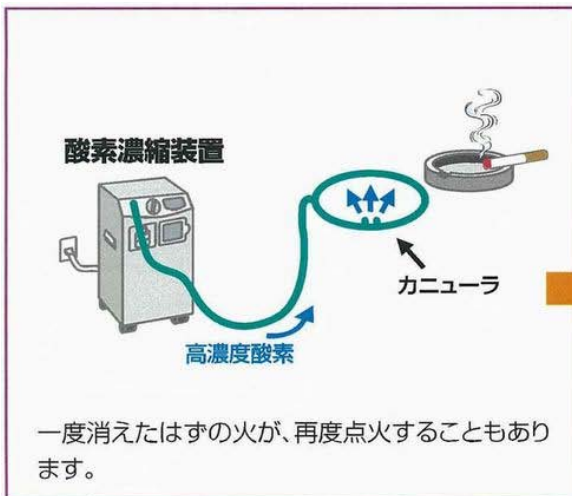 酸素濃縮装置
カニューラ
高濃度酸素
一度消えたはずの火が、再度点火することもあり
ます。